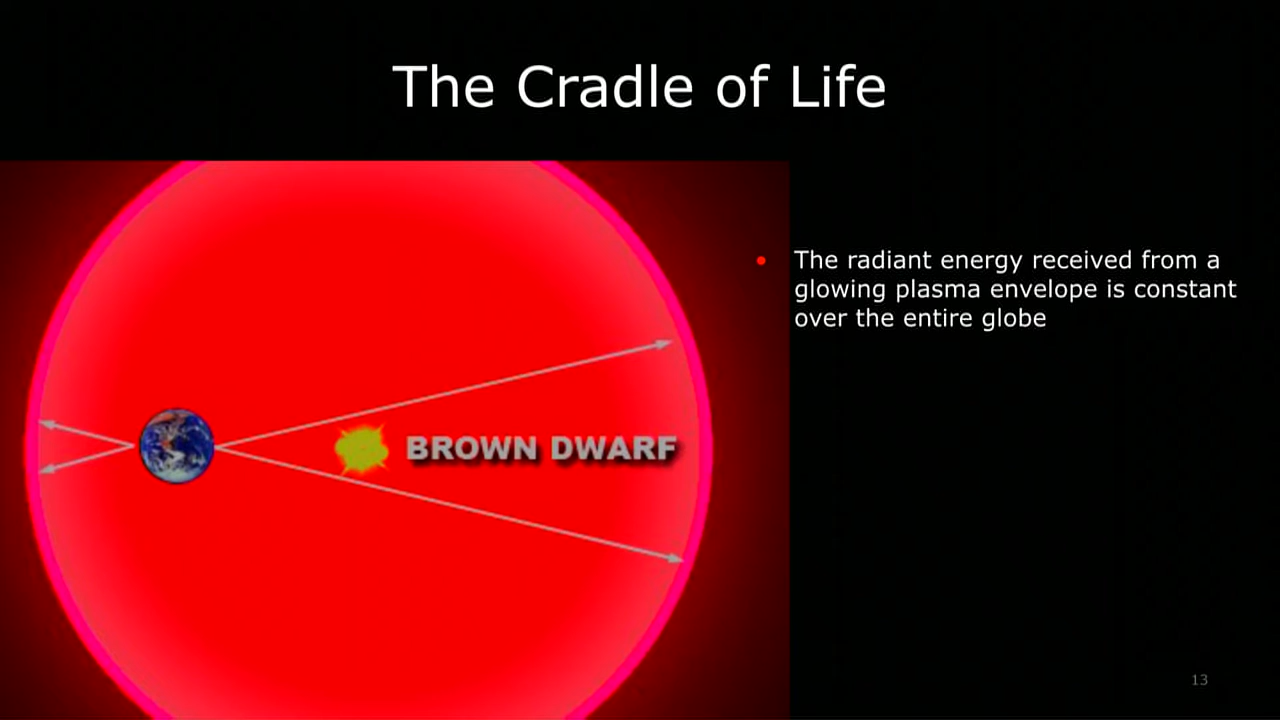 The Cradle of Life
The radiant energy received from a
glowing plasma envelope is constant
over the entire globe
BROWN DWARF
13